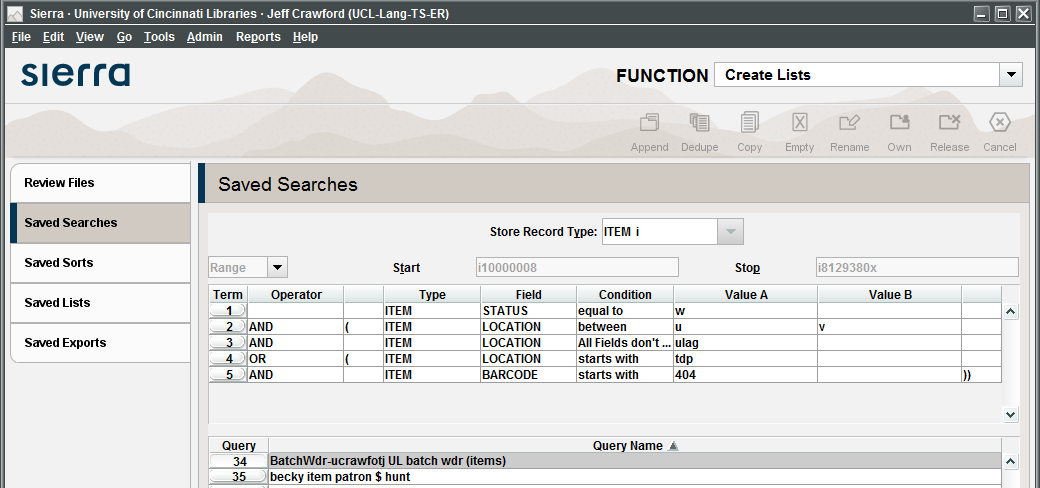 Sierra · University of Cincinnati Libraries · Jeff Crawford (UCL-Lang-TS-ER)
File Edit View Go Tools Admin Reports Help
sierra
FUNCTION Create Lists
Append Dedupe Copy Empty Rename Own Release Cancel
Review Files
Saved Searches
Saved Sorts
Saved Lists
Saved Exports
Saved Searches
Store Record Type: ITEM i
Range Start i10000008 Stop i8129380x
Term Operator Type Field Condition Value A Value B
1 ITEM STATUS equal to w
2 AND ( ITEM LOCATION between u v
3 AND ITEM LOCATION All Fields don't ... ulag
4 OR ( ITEM LOCATION starts with tdp
5 AND ITEM BARCODE starts with 404 ))
Query Query Name
34 BatchWdr-ucrawfotj UL batch wdr (items)
35 becky item patron $ hunt